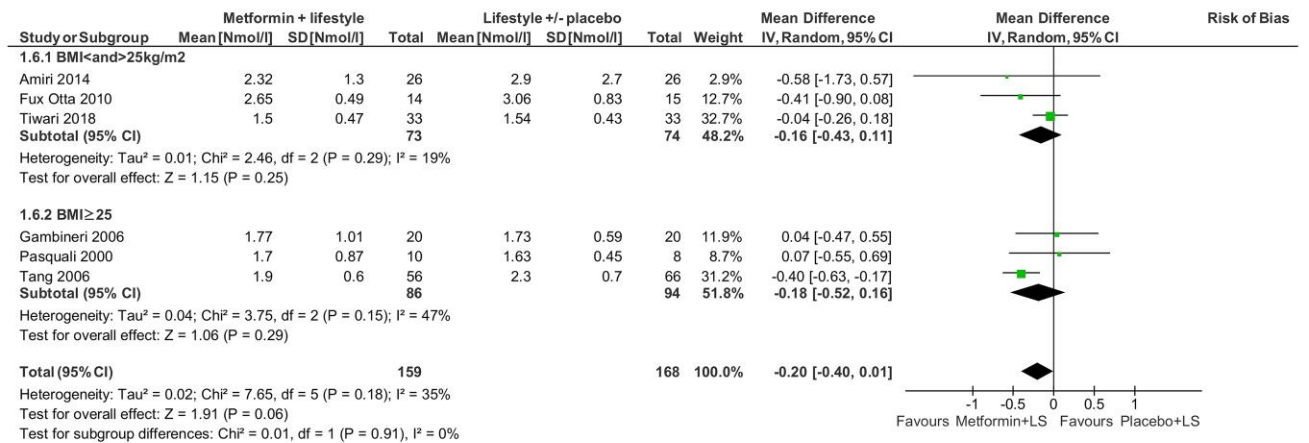 Metformin + lifestyle Lifestyle +/- placebo Mean Difference Mean Difference Risk of Bias
Study or Subgroup Mean [Nmol/l] SD [Nmol/l] Total Mean [Nmol/l] SD [Nmol/l] Total Weight IV, Random, 95% CI IV, Random, 95% CI
1.6.1 BMI<and>25kg/m2
Amiri 2014 2.32 1.3 26 2.9 2.7 26 2.9% -0.58 [-1.73, 0.57]
Fux Otta 2010 2.65 0.49 14 3.06 0.83 15 12.7% -0.41 [-0.90, 0.08]
Tiwari 2018 1.5 0.47 33 1.54 0.43 33 32.7% -0.04 [-0.26, 0.18]
Subtotal (95% CI) 73 74 48.2% -0.16 [-0.43, 0.11]
Heterogeneity: Tau² = 0.01; Chi² = 2.46, df = 2 (P = 0.29); I² = 19%
Test for overall effect: Z = 1.15 (P = 0.25)
1.6.2 BMI≥25
Gambineri 2006 1.77 1.01 20 1.73 0.59 20 11.9% 0.04 [-0.47, 0.55]
Pasquali 2000 1.7 0.87 10 1.63 0.45 8 8.7% 0.07 [-0.55, 0.69]
Tang 2006 1.9 0.6 56 2.3 0.7 66 31.2% -0.40 [-0.63, -0.17]
Subtotal (95% CI) 86 94 51.8% -0.18 [-0.52, 0.16]
Heterogeneity: Tau² = 0.04; Chi² = 3.75, df = 2 (P = 0.15); I² = 47%
Test for overall effect: Z = 1.06 (P = 0.29)
Total (95% CI) 159 168 100.0% -0.20 [-0.40, 0.01]
Heterogeneity: Tau² = 0.02; Chi² = 7.65, df = 5 (P = 0.18); I² = 35%
Test for overall effect: Z = 1.91 (P = 0.06)
Test for subgroup differences: Chi² = 0.01, df = 1 (P = 0.91), I² = 0%
-1 -0.5 0 0.5 1
Favours Metformin+LS Favours Placebo+LS